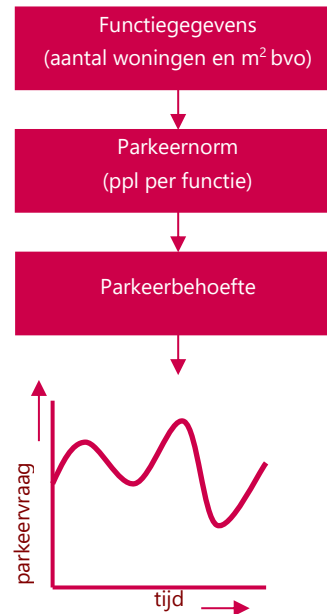 Functiegegevens
(aantal woningen en m² bvo)
Parkeernorm
(ppl per functie)
Parkeerbehoefte
parkeervraag
tijd